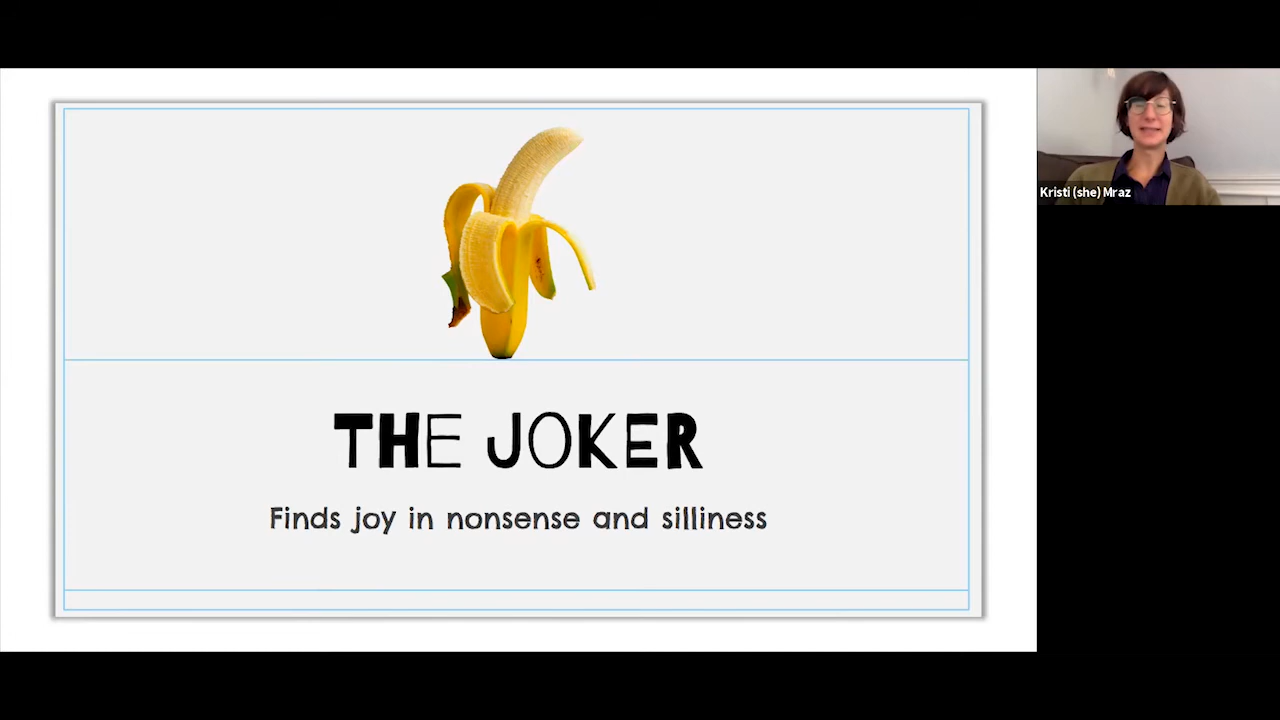 THE JOKER
Finds joy in nonsense and silliness
Kristi (she) Mraz